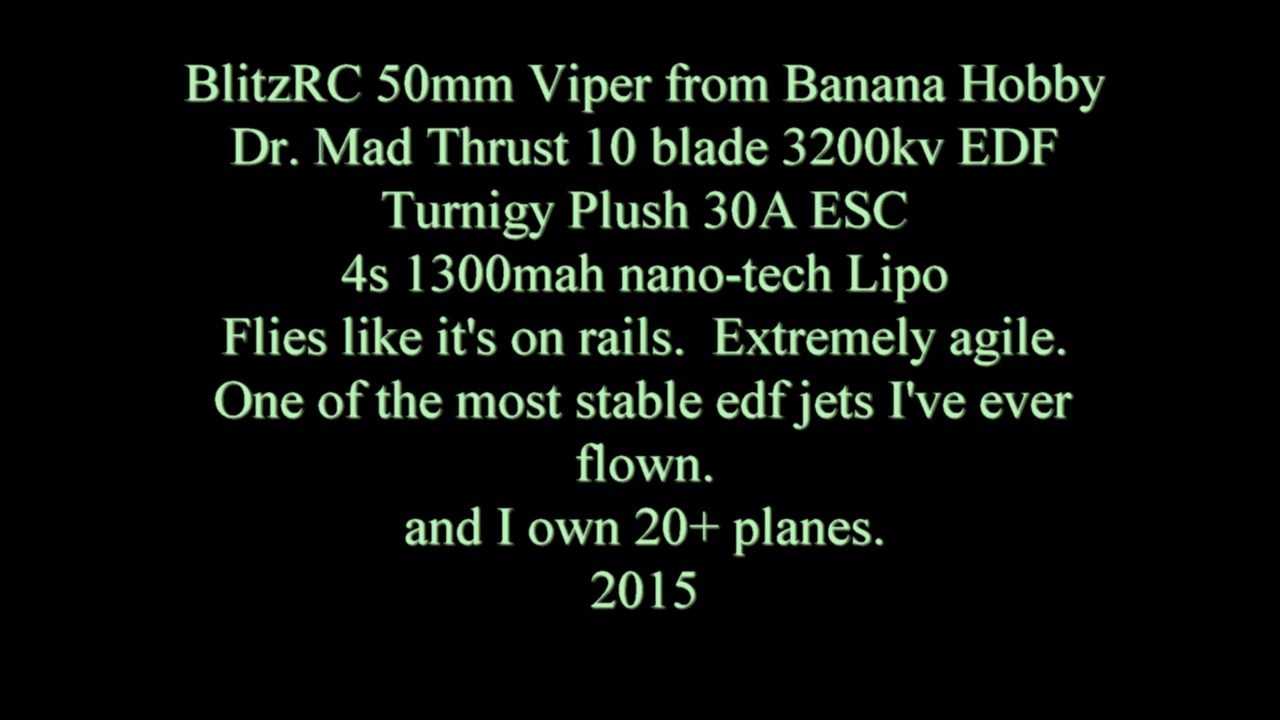 BlitzRC 50mm Viper from Banana Hobby
Dr. Mad Thrust 10 blade 3200kv EDF
Turnigy Plush 30A ESC
4s 1300mah nano-tech Lipo
Flies like it's on rails.  Extremely agile.
One of the most stable edf jets I've ever
flown.
and I own 20+ planes.
2015